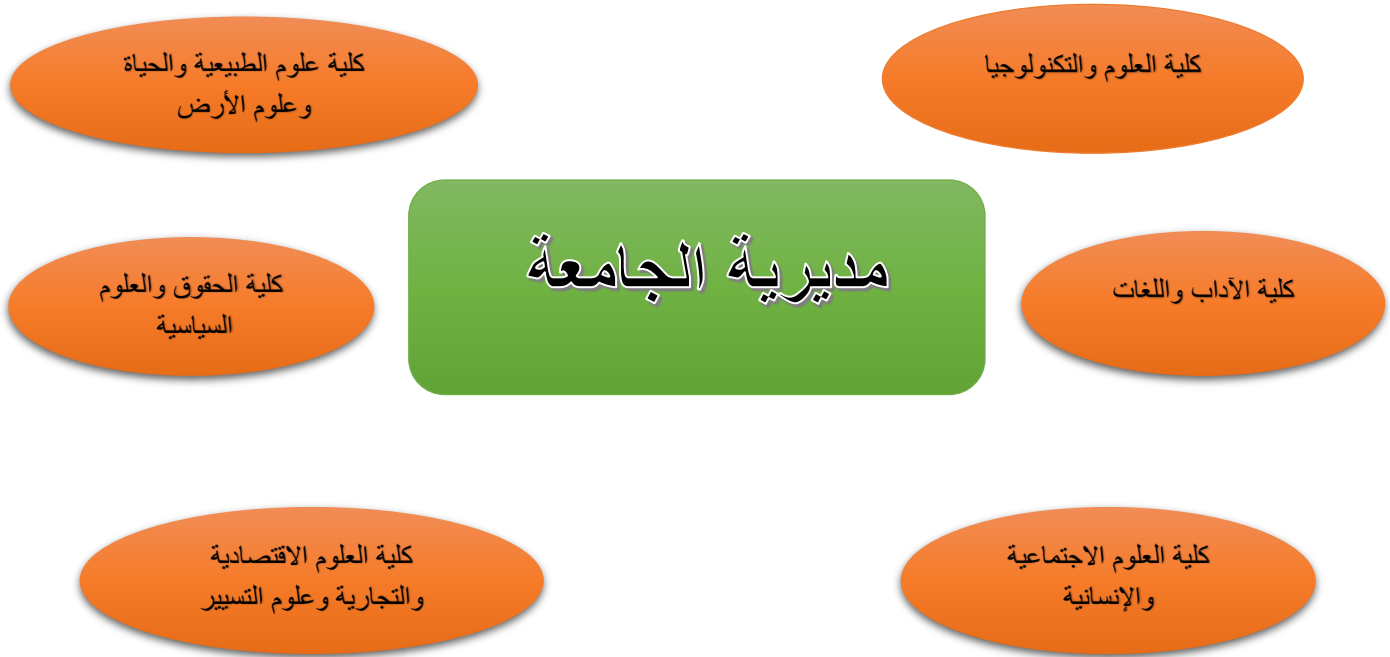 كلية العلوم والتكنولوجيا
كلية علوم الطبيعية والحياة
وعلوم الأرض
مديرية الجامعة
كلية الآداب واللغات
كلية الحقوق والعلوم
السياسية
كلية العلوم الاجتماعية
والإنسانية
كلية العلوم الاقتصادية
والتجارية وعلوم التسيير